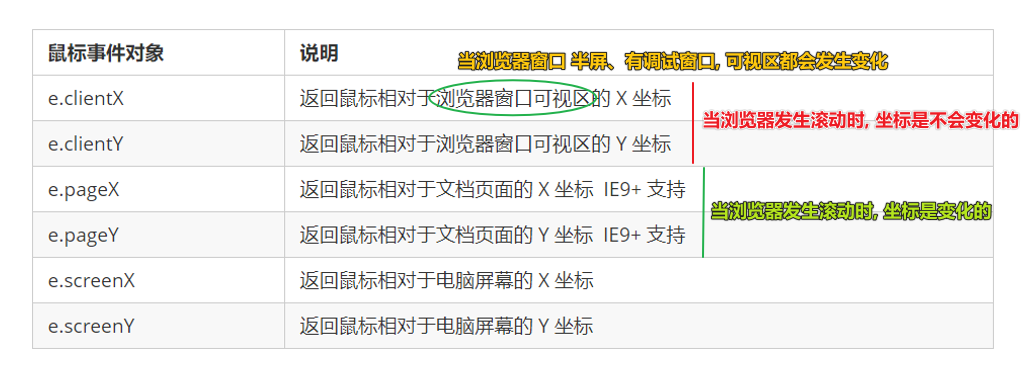 鼠标事件对象 说明
当浏览器窗口 半屏、有调试窗口, 可视区都会发生变化
e.clientX 返回鼠标相对于浏览器窗口可视区的 X 坐标
当浏览器发生滚动时, 坐标是不会变化的
e.clientY 返回鼠标相对于浏览器窗口可视区的 Y 坐标
e.pageX 返回鼠标相对于文档页面的 X 坐标 IE9+ 支持
当浏览器发生滚动时, 坐标是变化的
e.pageY 返回鼠标相对于文档页面的 Y 坐标 IE9+ 支持
e.screenX 返回鼠标相对于电脑屏幕的 X 坐标
e.screenY 返回鼠标相对于电脑屏幕的 Y 坐标